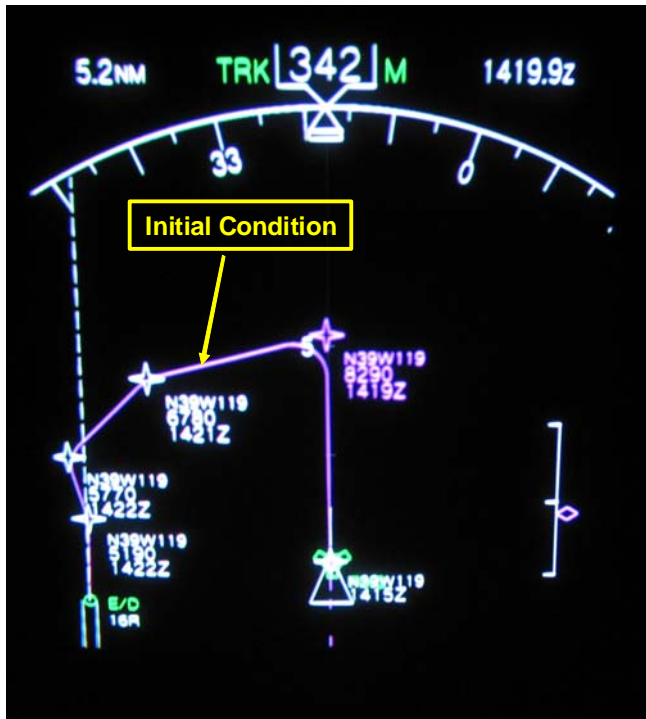 5.2NM
TRK 342 M
1419.9Z
33
0
Initial Condition
5
N39W119
8290
1419Z
N39W119
6780
1421Z
N39W119
5770
1422Z
N39W119
5190
1422Z
N39W119
1415Z
E/D
16R